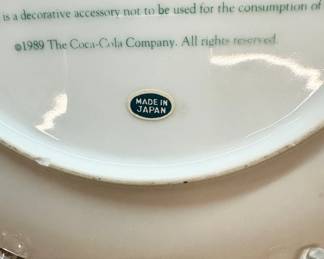 is a decorative accessory not to be used for the consumption of
©1989 The Coca-Cola Company. All rights reserved.
MADE IN
JAPAN